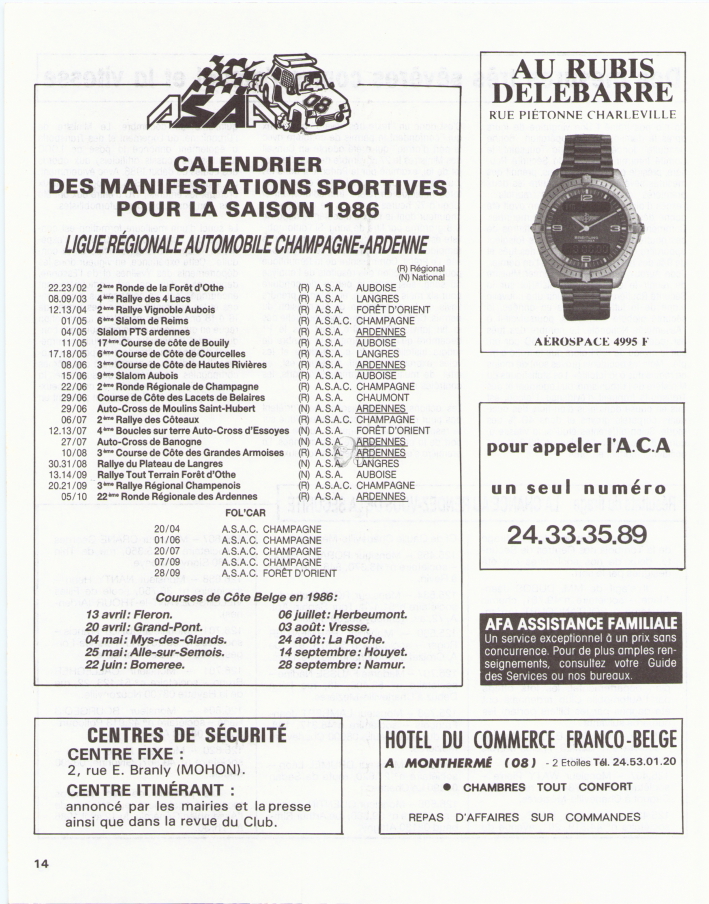 ASAA
08
CALENDRIER
DES MANIFESTATIONS SPORTIVES
POUR LA SAISON 1986
LIGUE RÉGIONALE AUTOMOBILE CHAMPAGNE-ARDENNE
(R) Régional
(N) National
22.23/02 2ème Ronde de la Forêt d'Othe (R) A.S.A. AUBOISE
08.09/03 4ème Rallye des 4 Lacs (R) A.S.A. LANGRES
12.13/04 2ème Rallye Vignoble Aubois (R) A.S.A. FORÊT D'ORIENT
01/05 6ème Slalom de Reims (R) A.S.A.C. CHAMPAGNE
04/05 Slalom PTS ardennes (R) A.S.A. ARDENNES
11/05 17ème Course de côte de Bouily (R) A.S.A. AUBOISE
17.18/05 6ème Course de Côte de Courcelles (R) A.S.A. LANGRES
08/06 3ème Course de Côte de Hautes Rivières (R) A.S.A. ARDENNES
15/06 9ème Slalom Aubois (R) A.S.A. AUBOISE
22/06 2ème Ronde Régionale de Champagne (R) A.S.A.C. CHAMPAGNE
29/06 Course de Côte des Lacets de Belaires (R) A.S.A. CHAUMONT
29/06 Auto-Cross de Moulins Saint-Hubert (N) A.S.A. ARDENNES
06/07 2ème Rallye des Côteaux (R) A.S.A.C. CHAMPAGNE
12.13/07 4ème Boucles sur terre Auto-Cross d'Essoyes (N) A.S.A. FORÊT D'ORIENT
27/07 Auto-Cross de Banogne (N) A.S.A. ARDENNES
10/08 3ème Course de Côte des Grandes Armoises (R) A.S.A. ARDENNES
30.31/08 Rallye du Plateau de Langres (N) A.S.A. LANGRES
13.14/09 Rallye Tout Terrain Forêt d'Othe (N) A.S.A. AUBOISE
20.21/09 3ème Rallye Régional Champenois (R) A.S.A.C. CHAMPAGNE
05/10 22ème Ronde Régionale des Ardennes (R) A.S.A. ARDENNES
FOL'CAR
20/04 A.S.A.C. CHAMPAGNE
01/06 A.S.A.C. CHAMPAGNE
20/07 A.S.A.C. CHAMPAGNE
07/09 A.S.A.C. CHAMPAGNE
28/09 A.S.A.C. FORÊT D'ORIENT
Courses de Côte Belge en 1986:
13 avril: Fleron.
20 avril: Grand-Pont.
04 mai: Mys-des-Glands.
25 mai: Alle-sur-Semois.
22 juin: Bomeree.
06 juillet: Herbeumont.
03 août: Vresse.
24 août: La Roche.
14 septembre: Houyet.
28 septembre: Namur.
AU RUBIS
DELEBARRE
RUE PIÉTONNE CHARLEVILLE
AÉROSPACE 4995 F
pour appeler l'A.C.A
un seul numéro
24.33.35.89
AFA ASSISTANCE FAMILIALE
Un service exceptionnel à un prix sans
concurrence. Pour de plus amples ren-
seignements, consultez votre Guide
des Services ou nos bureaux.
CENTRES DE SÉCURITÉ
CENTRE FIXE :
2, rue E. Branly (MOHON).
CENTRE ITINÉRANT :
annoncé par les mairies et la presse
ainsi que dans la revue du Club.
HOTEL DU COMMERCE FRANCO-BELGE
A MONTHERMÉ (08) - 2 Etoiles Tél. 24.53.01.20
● CHAMBRES TOUT CONFORT
REPAS D'AFFAIRES SUR COMMANDES
14